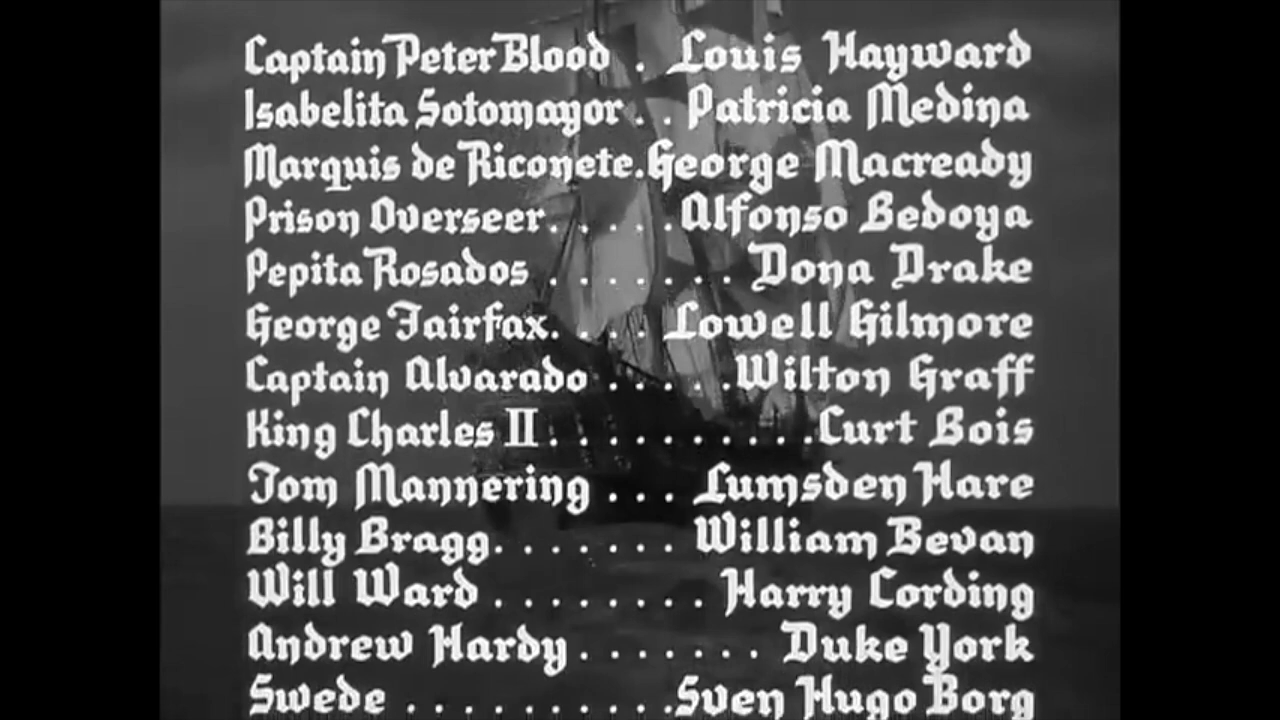 Captain Peter Blood . Louis Hayward
Isabelita Sotomayor . . Patricia Medina
Marquis de Riconete. George Macready
Prison Overseer. . . . . Alfonso Bedoya
Pepita Rosados . . . . . . . Dona Drake
George Fairfax. . . . Lowell Gilmore
Captain Alvarado . . . . . Wilton Graff
King Charles II . . . . . . . . . . Curt Bois
Tom Mannering . . . Lumsden Hare
Billy Bragg. . . . . . . William Bevan
Will Ward . . . . . . . . Harry Cording
Andrew Hardy . . . . . . . Duke York
Swede . . . . . . . . . . Sven Hugo Borg